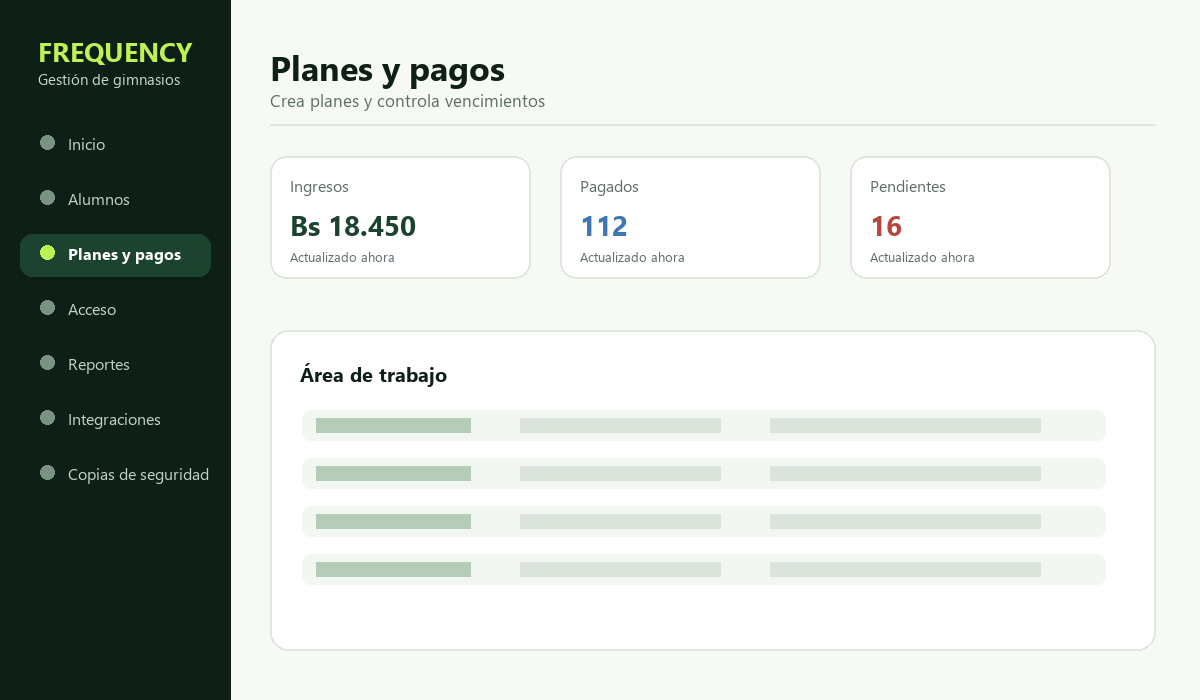 FREQUENCY
Gestión de gimnasios
Inicio
Alumnos
Planes y pagos
Acceso
Reportes
Integraciones
Copias de seguridad
Planes y pagos
Crea planes y controla vencimientos
Ingresos
Bs 18.450
Actualizado ahora
Pagados
112
Actualizado ahora
Pendientes
16
Actualizado ahora
Área de trabajo